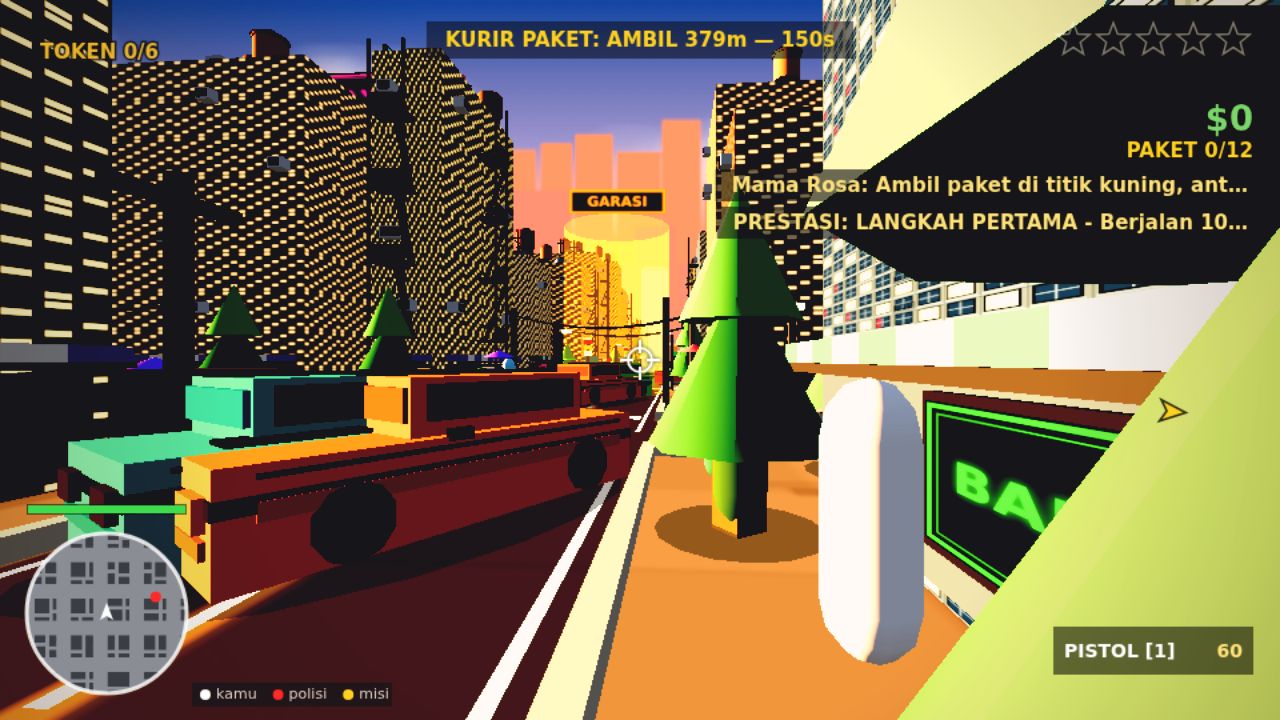 KURIR PAKET: AMBIL 379m — 150s
TOKEN 0/6
$0
PAKET 0/12
Mama Rosa: Ambil paket di titik kuning, ant...
PRESTASI: LANGKAH PERTAMA - Berjalan 10...
GARASI
PISTOL [1] 60
kamu polisi misi